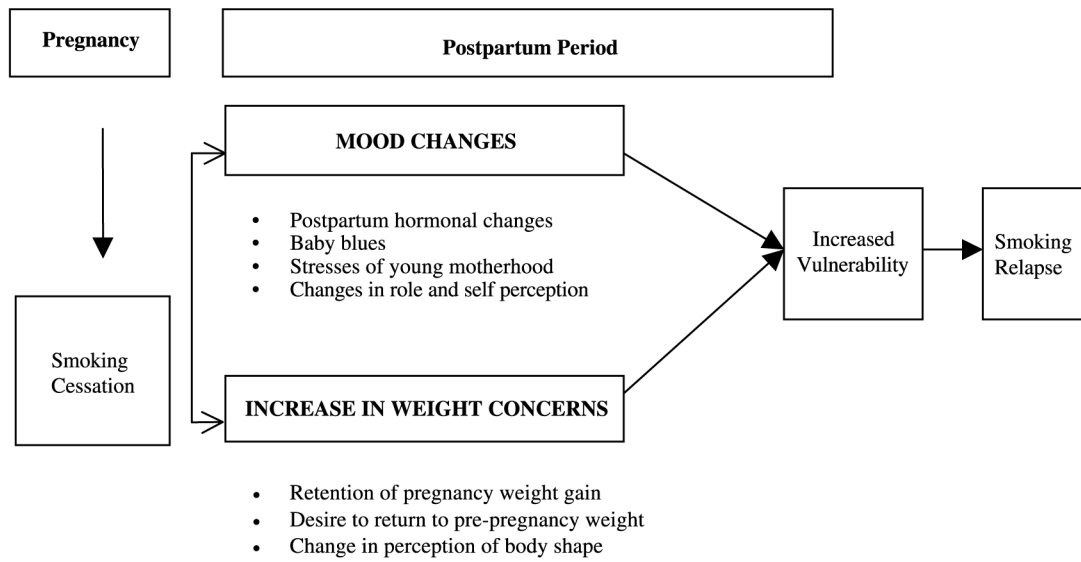 Pregnancy
Postpartum Period
MOOD CHANGES
• Postpartum hormonal changes
• Baby blues
• Stresses of young motherhood
• Changes in role and self perception
Increased
Vulnerability
Smoking
Relapse
Smoking
Cessation
INCREASE IN WEIGHT CONCERNS
• Retention of pregnancy weight gain
• Desire to return to pre-pregnancy weight
• Change in perception of body shape